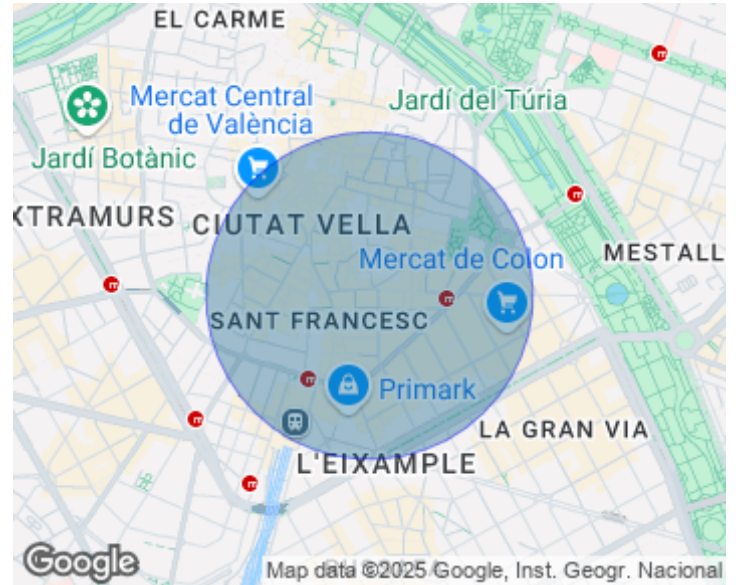 EL CARME
Mercat Central
de València
Jardí del Túria
Jardí Botànic
XTRAMURS
CIUTAT VELLA
MESTALL
Mercat de Colon
SANT FRANCESC
Primark
LA GRAN VIA
L'EIXAMPLE
Google
Map data ©2025 Google, Inst. Geogr. Nacional